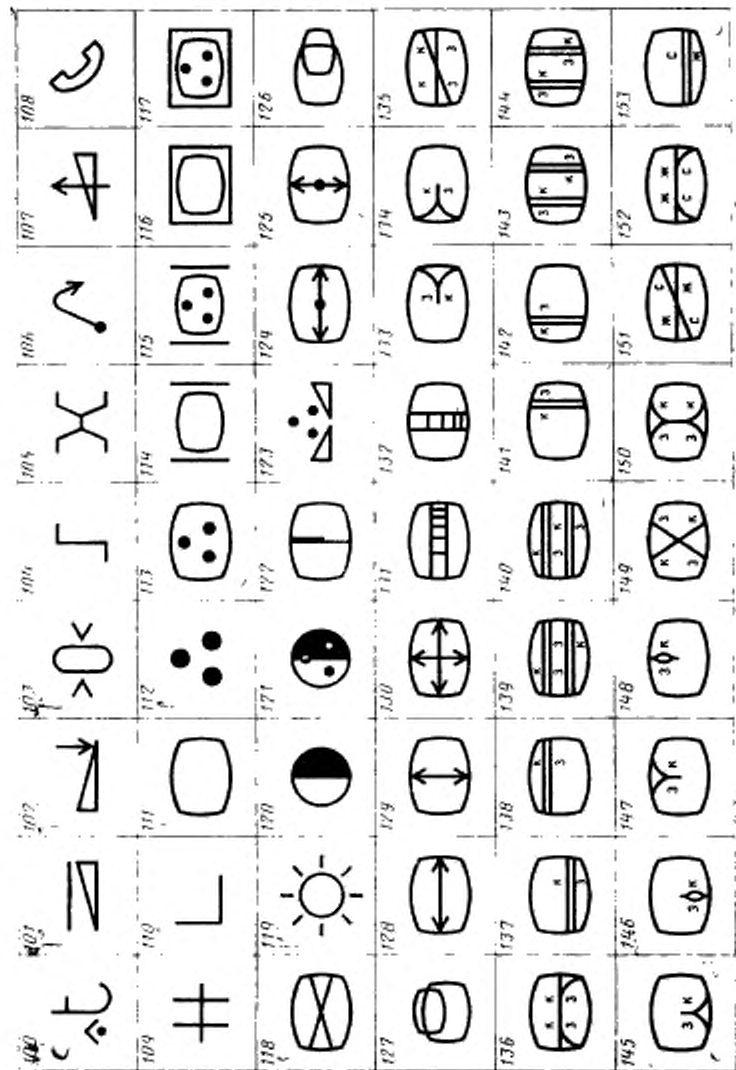 100 101 102 103 104 105 106 107 108
109 110 111 112 113 114 115 116 117
118 119 120 121 122 123 124 125 126
127 128 129 130 131 132 133 134 135
З К К З К К З З
136 137 138 139 140 141 142 143 144
К К З З К З К З К З З К К К З З К З К З З К К З З К З К
145 146 147 148 149 150 151 152 153
З К З К З К З К К З З К З К З К Ж С С Ж Ж Ж С С С Ж